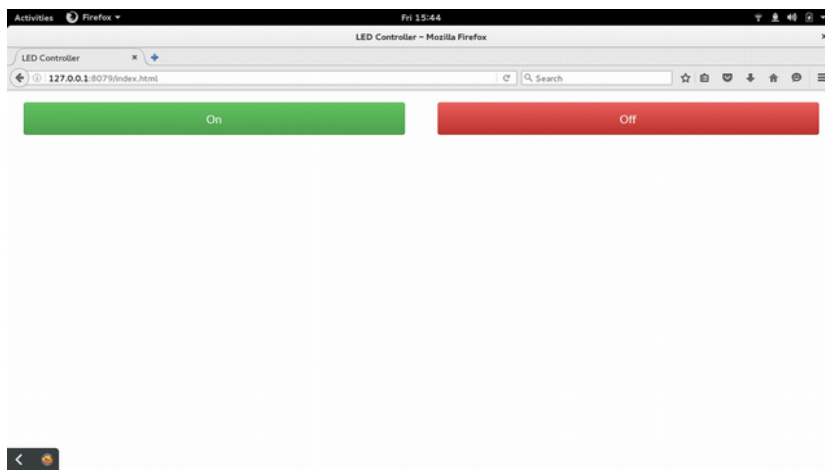 Activities Firefox Fri 15:44
LED Controller - Mozilla Firefox
LED Controller
127.0.0.1:8079/index.html Search
On Off